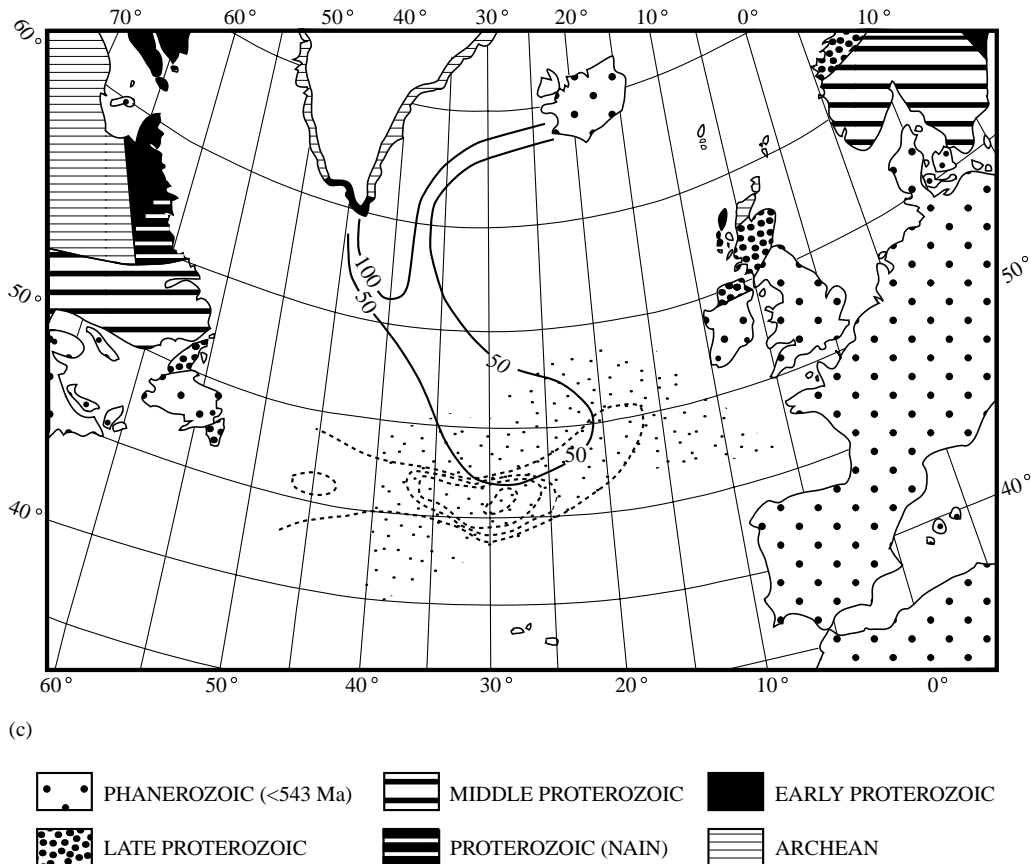 70° 60° 50° 40° 30° 20° 10° 0° 10°
60°
50°
50°
40°
40°
100
50
50
50
60° 50° 40° 30° 20° 10° 0°
(c)
PHANEROZOIC (<543 Ma) MIDDLE PROTEROZOIC EARLY PROTEROZOIC
LATE PROTEROZOIC PROTEROZOIC (NAIN) ARCHEAN